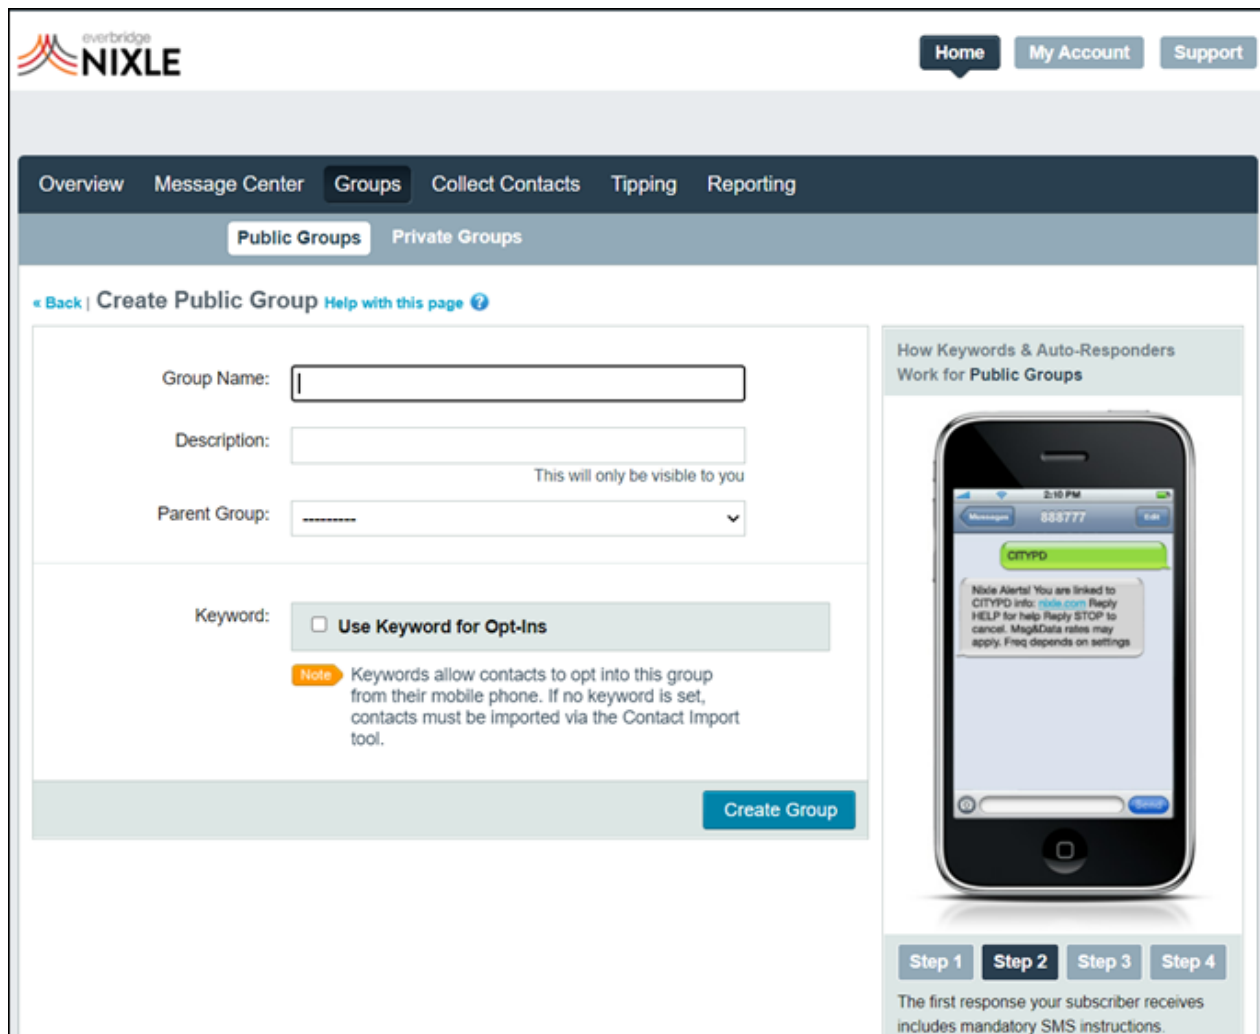 everbridge
NIXLE
Home My Account Support
Overview Message Center Groups Collect Contacts Tipping Reporting
Public Groups Private Groups
« Back | Create Public Group Help with this page ?
Group Name:
Description:
This will only be visible to you
Parent Group: ---------
Keyword: Use Keyword for Opt-Ins
Note Keywords allow contacts to opt into this group
from their mobile phone. If no keyword is set,
contacts must be imported via the Contact Import
tool.
Create Group
How Keywords & Auto-Responders
Work for Public Groups
2:10 PM
Messages 888777 Edit
CITYPD
Nixle Alerts! You are linked to
CITYPD info: nixle.com Reply
HELP for help Reply STOP to
cancel. Msg&Data rates may
apply. Freq depends on settings
Send
Step 1 Step 2 Step 3 Step 4
The first response your subscriber receives
includes mandatory SMS instructions.